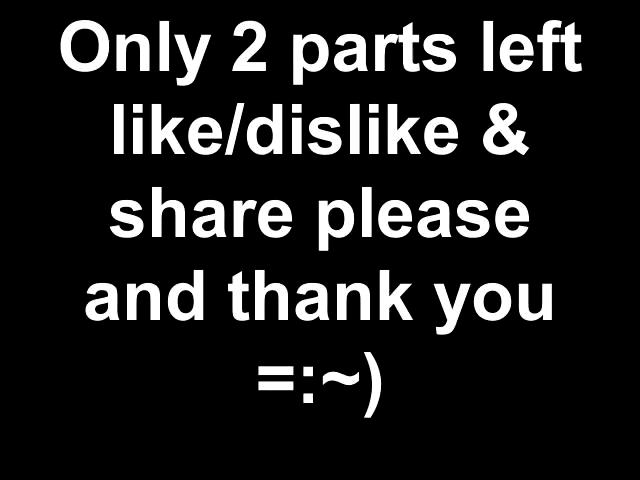 Only 2 parts left
like/dislike &
share please
and thank you
=:~)